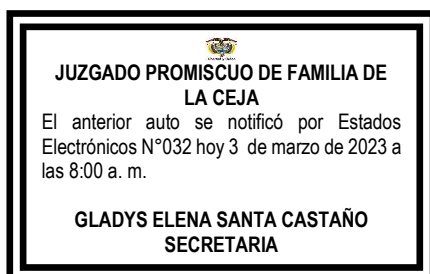 JUZGADO PROMISCUO DE FAMILIA DE
LA CEJA
El anterior auto se notificó por Estados
Electrónicos N°032 hoy 3 de marzo de 2023 a
las 8:00 a. m.
GLADYS ELENA SANTA CASTAÑO
SECRETARIA